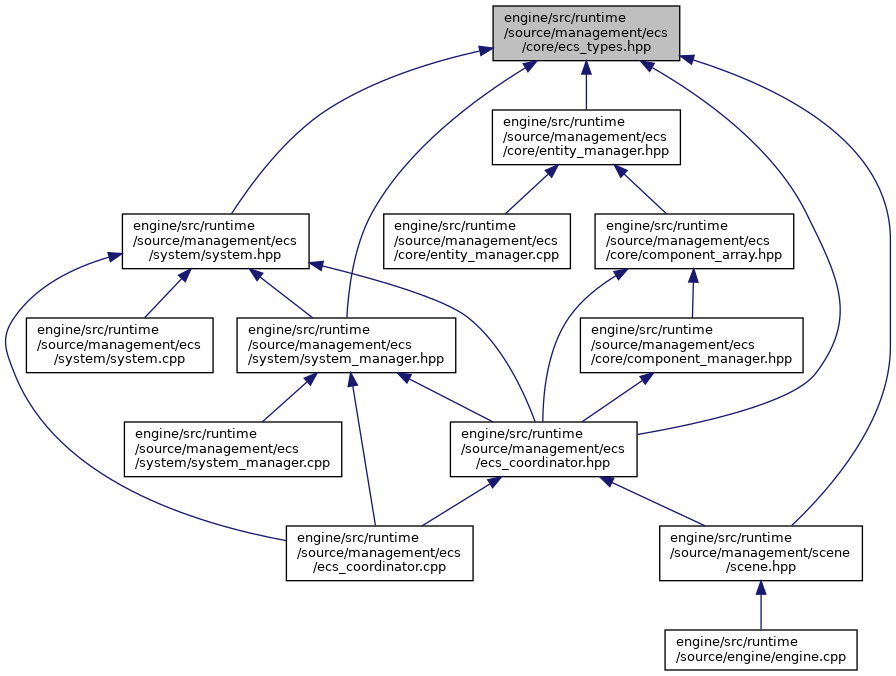 engine/src/runtime
/source/management/ecs
/core/ecs_types.hpp
engine/src/runtime
/source/management/ecs
/core/entity_manager.hpp
engine/src/runtime
/source/management/ecs
/system/system.hpp
engine/src/runtime
/source/management/ecs
/core/entity_manager.cpp
engine/src/runtime
/source/management/ecs
/core/component_array.hpp
engine/src/runtime
/source/management/ecs
/system/system.cpp
engine/src/runtime
/source/management/ecs
/system/system_manager.hpp
engine/src/runtime
/source/management/ecs
/core/component_manager.hpp
engine/src/runtime
/source/management/ecs
/system/system_manager.cpp
engine/src/runtime
/source/management/ecs
/ecs_coordinator.hpp
engine/src/runtime
/source/management/ecs
/ecs_coordinator.cpp
engine/src/runtime
/source/management/scene
/scene.hpp
engine/src/runtime
/source/engine/engine.cpp